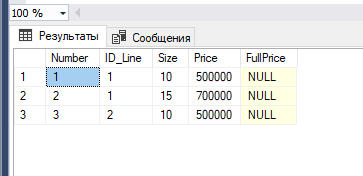 100 %
Результаты Сообщения
Number ID_Line Size Price FullPrice
1 1 1 10 500000 NULL
2 2 1 15 700000 NULL
3 3 2 10 500000 NULL